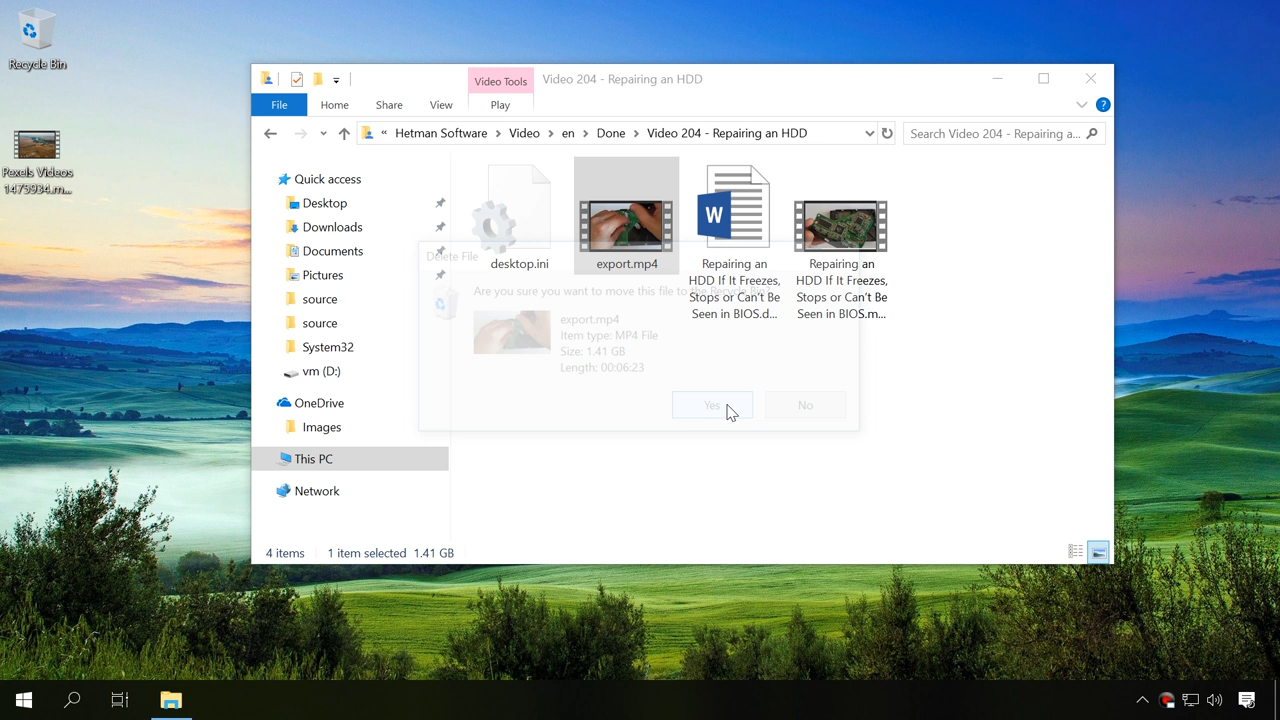 Recycle Bin
Pexels Videos
1475934.m...
Video Tools
Video 204 - Repairing an HDD
File
Home
Share
View
Play
« Hetman Software > Video > en > Done > Video 204 - Repairing an HDD
Search Video 204 - Repairing a...
Quick access
Desktop
Downloads
Documents
Pictures
source
source
System32
vm (D:)
OneDrive
Images
This PC
Network
desktop.ini
export.mp4
Repairing an
HDD If It Freezes,
Stops or Can't Be
Seen in BIOS.d...
Repairing an
HDD If It Freezes,
Stops or Can't Be
Seen in BIOS.m...
Delete File
Are you sure you want to move this file to the Recycle Bin?
export.mp4
Item type: MP4 File
Size: 1.41 GB
Length: 00:06:23
Yes
No
4 items
1 item selected 1.41 GB